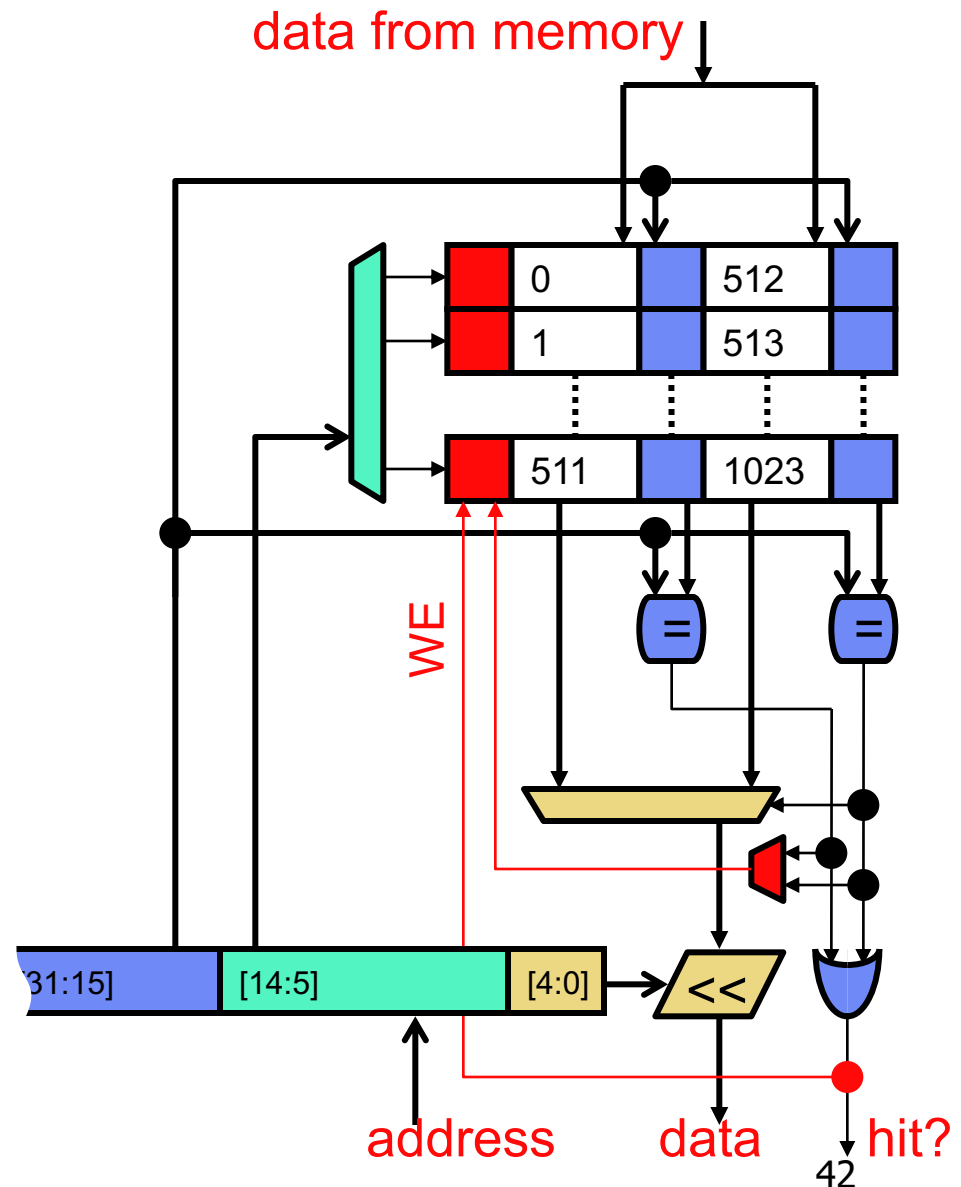 data from memory
0 512
1 513
511 1023
= =
WE
[31:15] [14:5] [4:0] <<
address data hit?
42